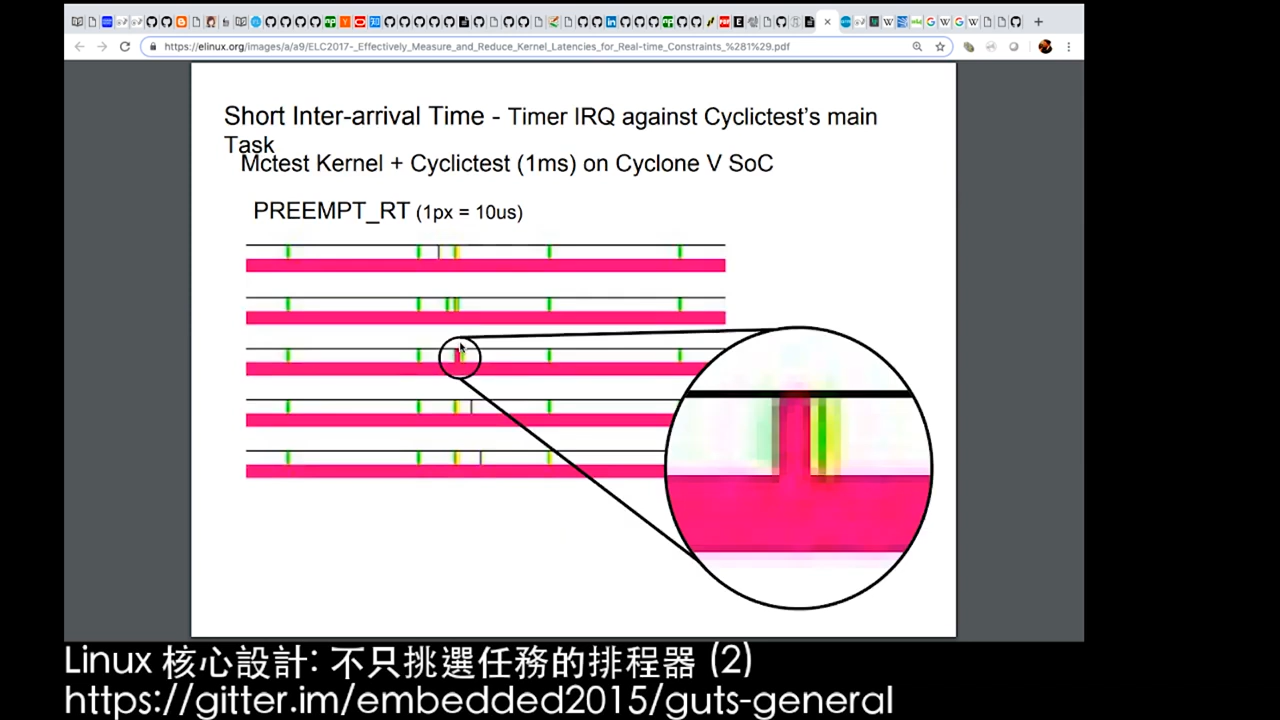 https://elinux.org/images/a/a9/ELC2017-_Effectively_Measure_and_Reduce_Kernel_Latencies_for_Real-time_Constraints_%281%29.pdf
Short Inter-arrival Time - Timer IRQ against Cyclictest's main
Task
Mctest Kernel + Cyclictest (1ms) on Cyclone V SoC
PREEMPT_RT (1px = 10us)
Linux 核心設計: 不只挑選任務的排程器 (2)
https://gitter.im/embedded2015/guts-general